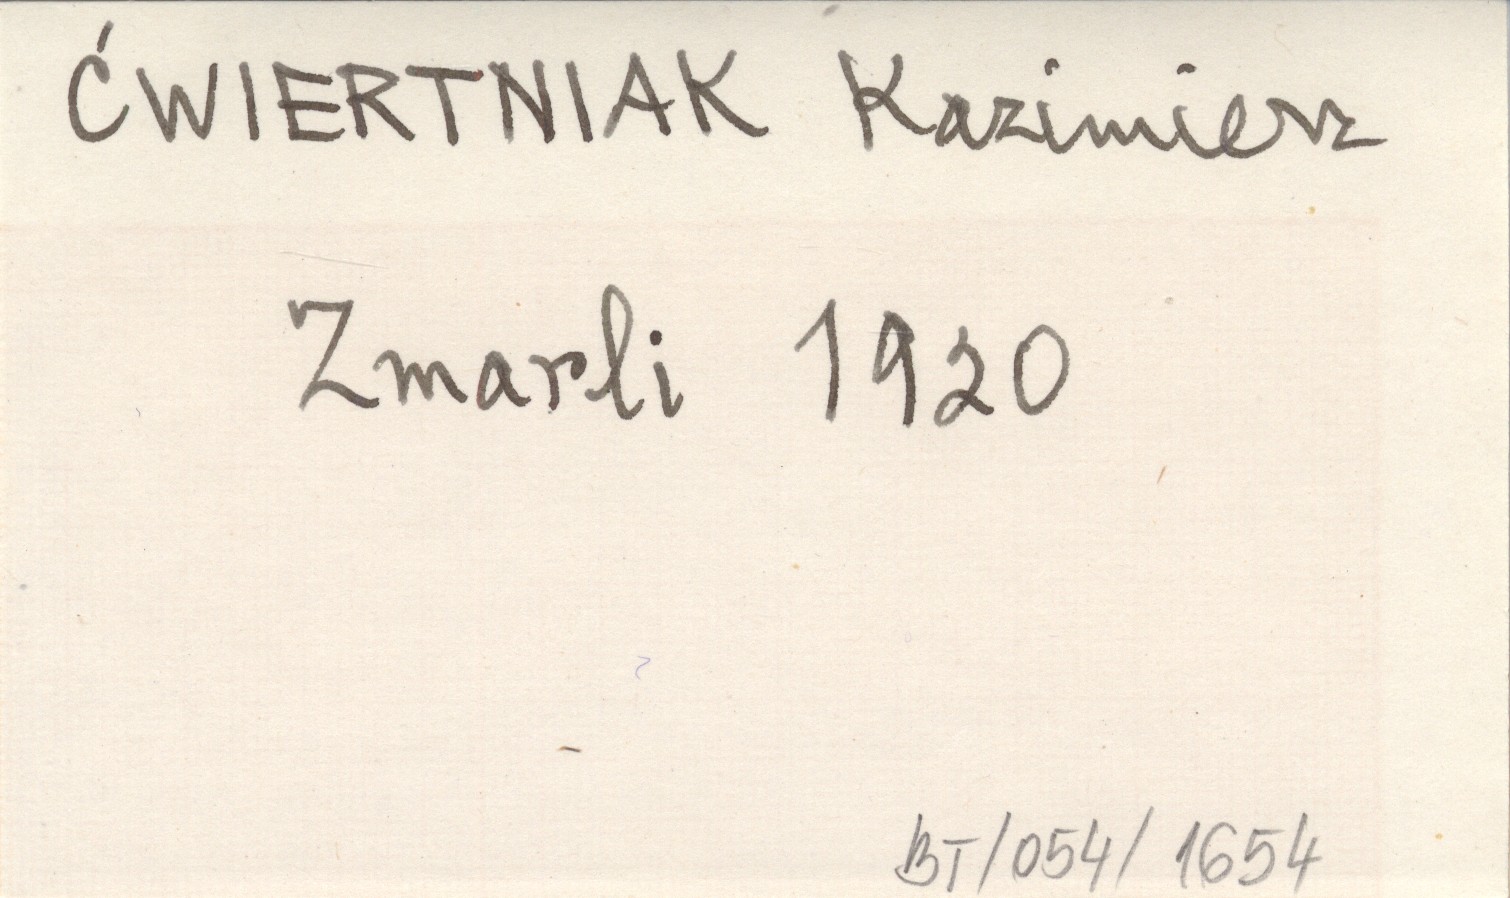 ĆWIERTNIAK Kazimierz
Zmarli 1920
BT/054/1654